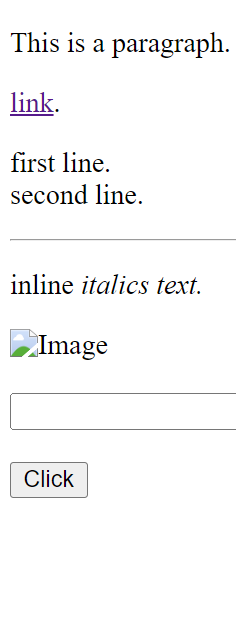 This is a paragraph.
link.
first line.
second line.
inline italics text.
Image
Click